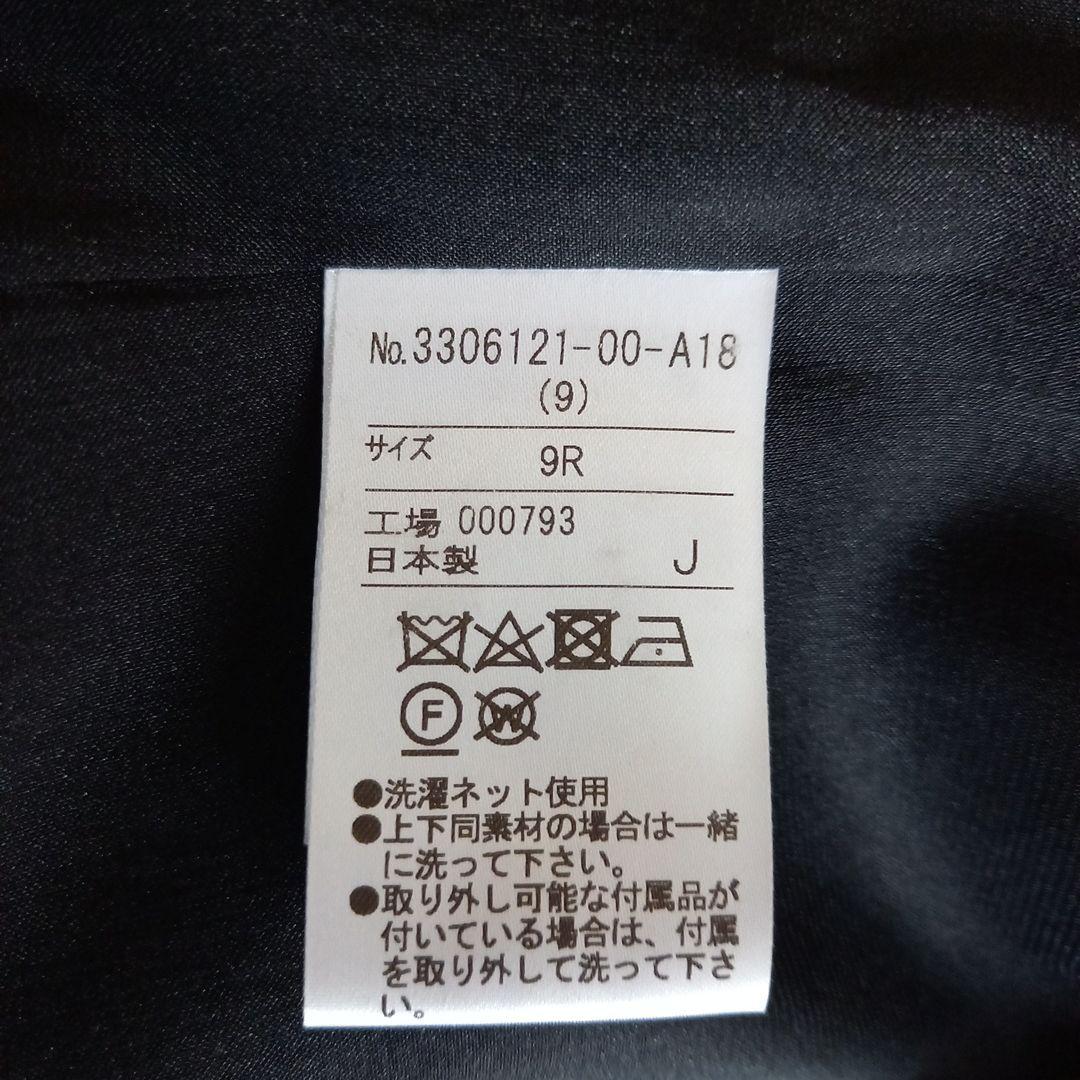 No.3306121-00-A18
(9)
サイズ 9R
工場 000793
日本製 J
F W
●洗濯ネット使用
●上下同素材の場合は一緒
に洗って下さい。
●取り外し可能な付属品が
付いている場合は、付属
を取り外して洗って下さ
い。